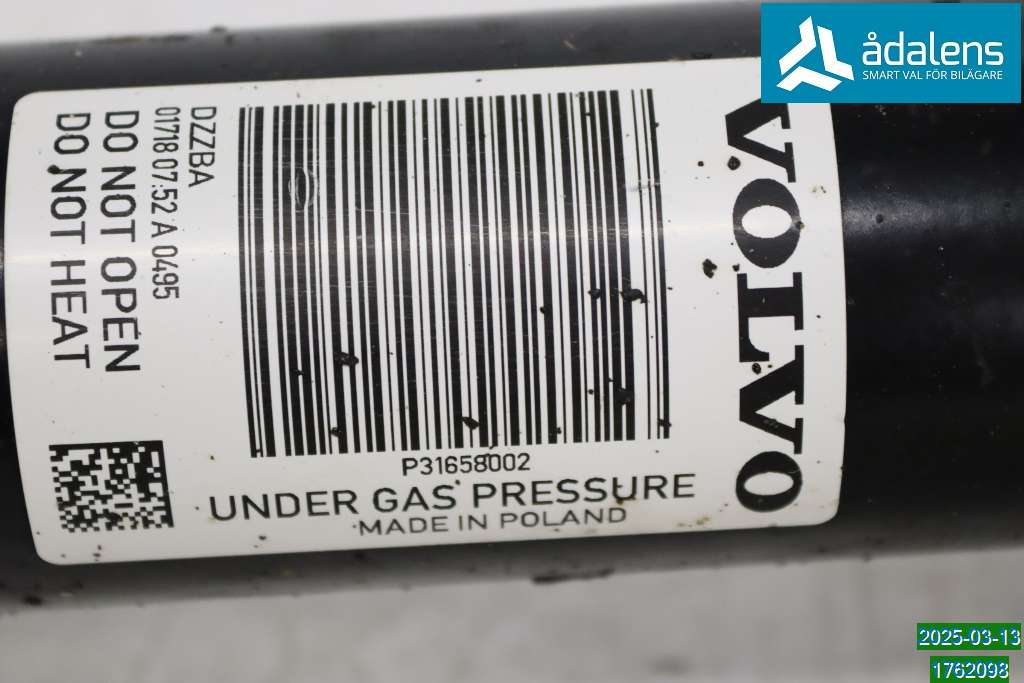 ådalens
SMART VAL FÖR BILÄGARE
VOLVO
DZZBA
01718 07:52 A 0495
DO NOT OPEN
DO NOT HEAT
P31658002
UNDER GAS PRESSURE
MADE IN POLAND
2025-03-13
1762098